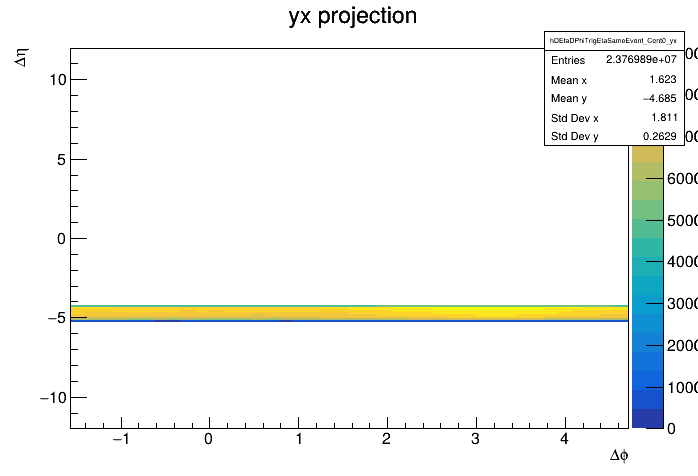 yx projection
Δη
hDEtaDPhiTrigEtaSameEvent_Cent0_yx
Entries 2.376989e+07
Mean x 1.623
Mean y −4.685
Std Dev x 1.811
Std Dev y 0.2629
10
5
0
−5
−10
−1 0 1 2 3 4
Δϕ
6000
5000
4000
3000
2000
1000
0